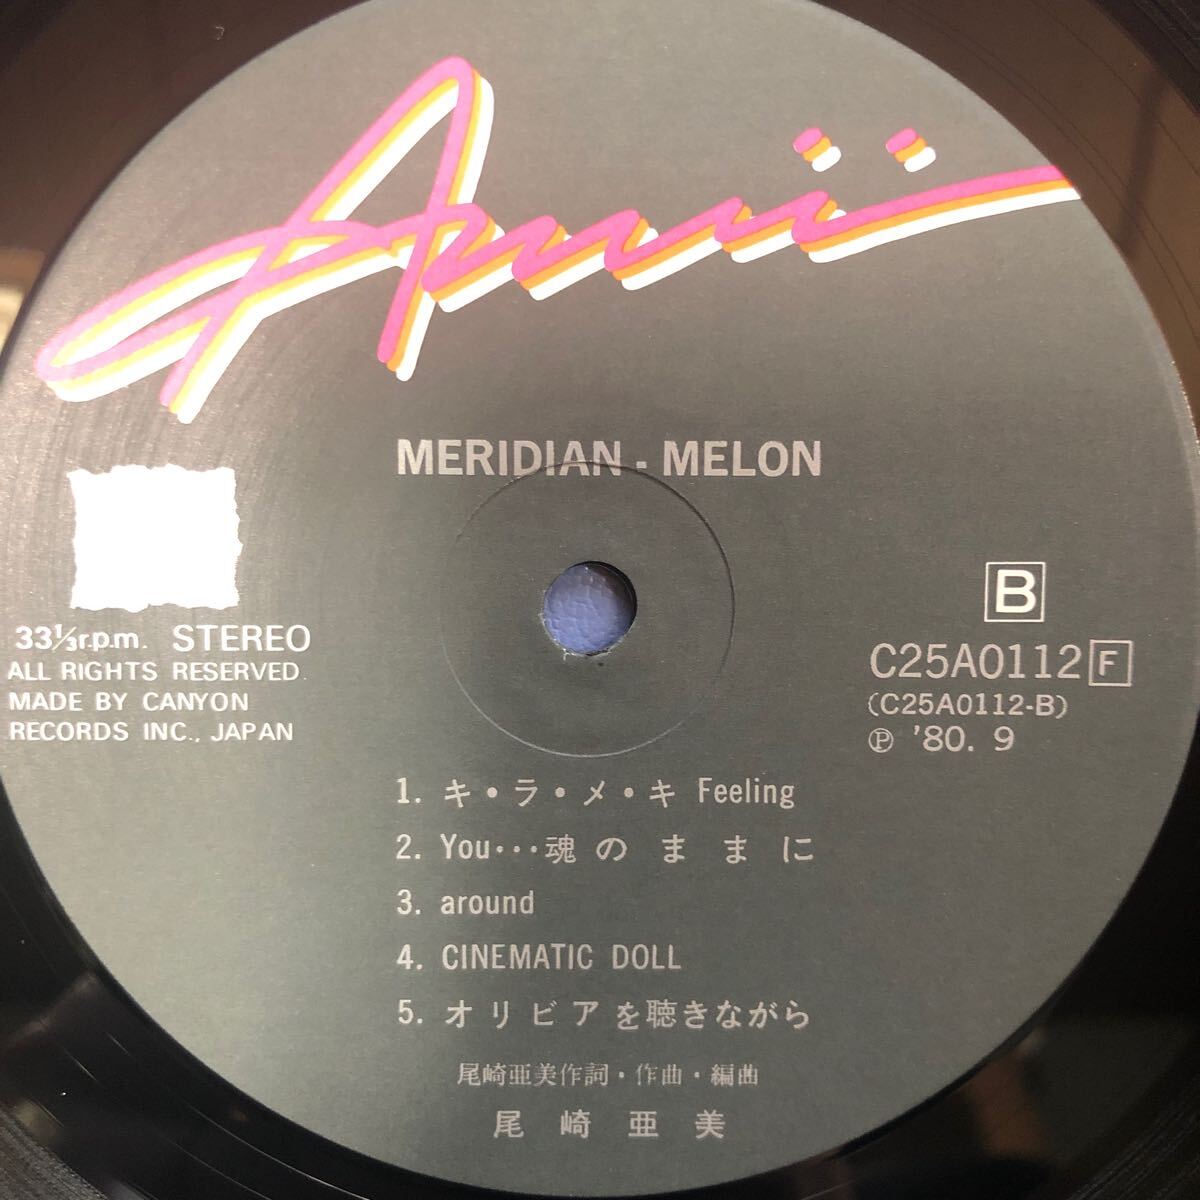 Amii
MERIDIAN - MELON
B
33⅓r.p.m. STEREO
ALL RIGHTS RESERVED.
MADE BY CANYON
RECORDS INC., JAPAN
C25A0112 F
(C25A0112-B)
Ⓟ '80. 9
1. キ・ラ・メ・キ Feeling
2. You・・・魂のままに
3. around
4. CINEMATIC DOLL
5. オリビアを聴きながら
尾崎亜美作詞・作曲・編曲
尾崎亜美